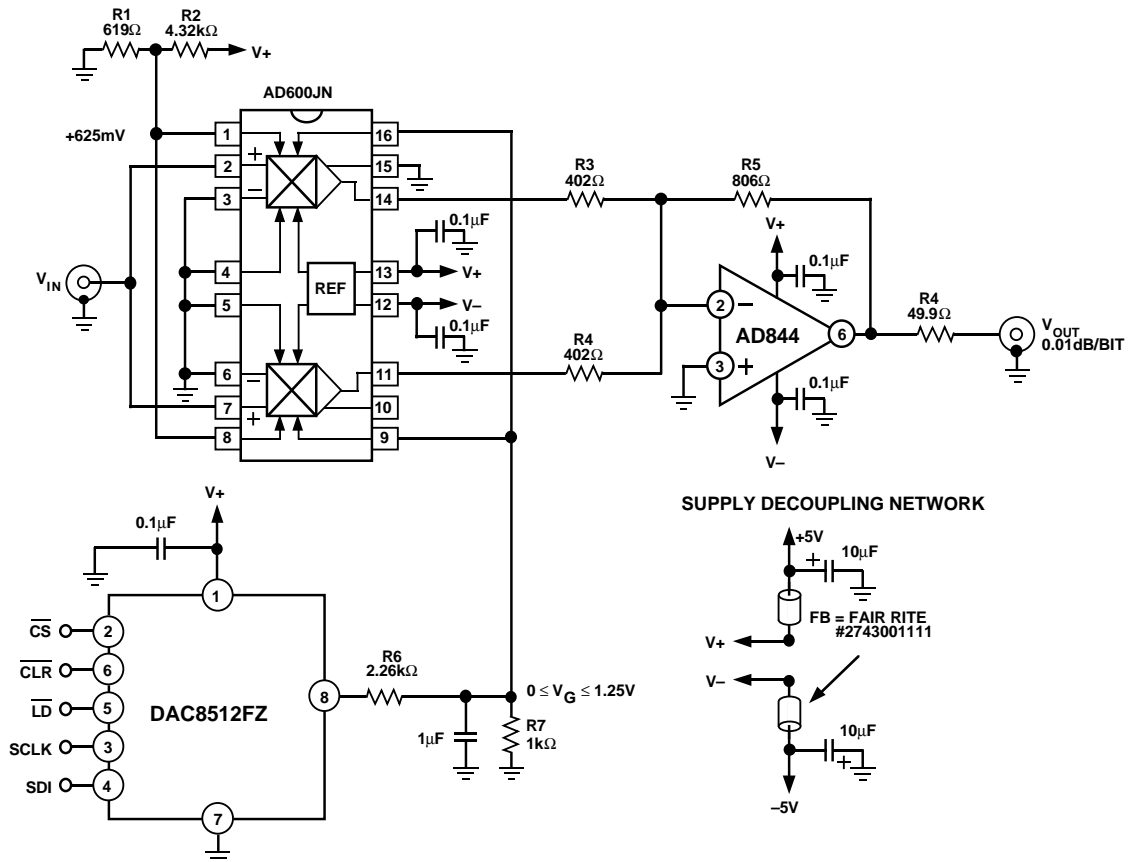 R1
619Ω
R2
4.32kΩ
V+
AD600JN
+625mV
1
2
3
4
5
6
7
8
16
15
14
13
12
11
10
9
+
−
REF
−
+
V+
V−
0.1µF
0.1µF
V_IN
R3
402Ω
R4
402Ω
R5
806Ω
V+
0.1µF
2
−
3
+
AD844
6
0.1µF
V−
R4
49.9Ω
V_OUT
0.01dB/BIT
V+
0.1µF
1
C̅S̅
2
C̅L̅R̅
6
L̅D̅
5
SCLK
3
SDI
4
DAC8512FZ
8
7
R6
2.26kΩ
1µF
0 ≤ V_G ≤ 1.25V
R7
1kΩ
SUPPLY DECOUPLING NETWORK
+5V
+
10µF
FB = FAIR RITE
#2743001111
V+
V−
10µF
+
−5V